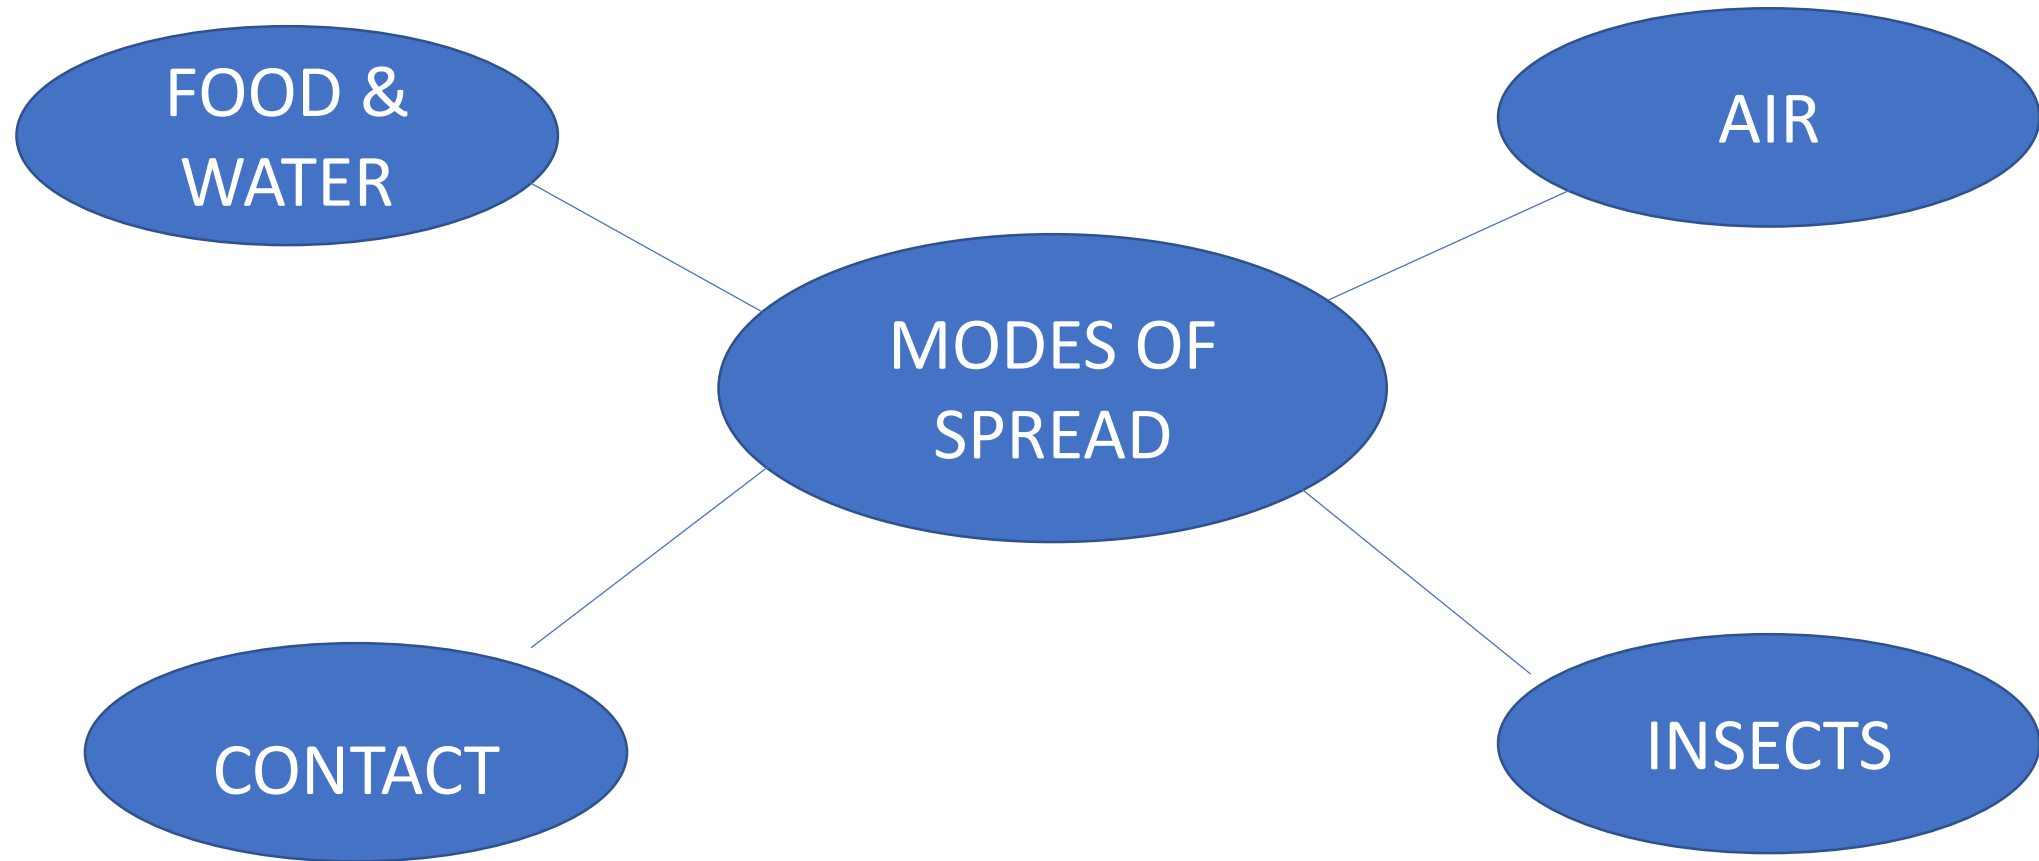 FOOD &
WATER
AIR
MODES OF
SPREAD
CONTACT
INSECTS